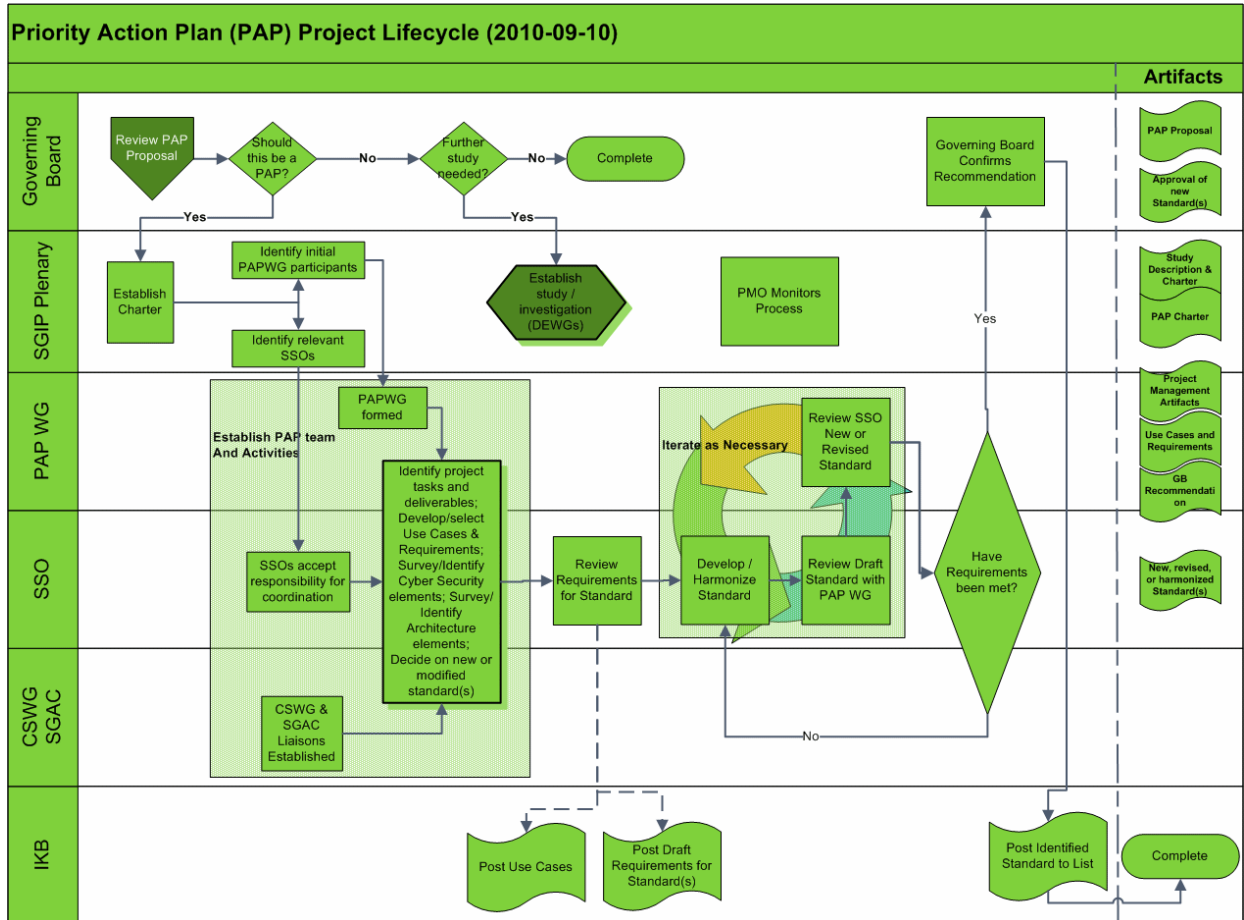 Priority Action Plan (PAP) Project Lifecycle (2010-09-10)
Artifacts
Governing
Board
Review PAP
Proposal
Should
this be a
PAP?
No
Further
study
needed?
No
Complete
Yes
Yes
Governing Board
Confirms
Recommendation
PAP Proposal
Approval of
new
Standard(s)
SGIP Plenary
Establish
Charter
Identify initial
PAPWG participants
Identify relevant
SSOs
Establish
study /
investigation
(DEWGs)
PMO Monitors
Process
Yes
Study
Description &
Charter
PAP Charter
PAP WG
Establish PAP team
And Activities
PAPWG
formed
Identify project
tasks and
deliverables;
Develop/select
Use Cases &
Requirements;
Survey/Identify
Cyber Security
elements; Survey/
Identify
Architecture
elements;
Decide on new or
modified
standard(s)
Iterate as Necessary
Review SSO
New or
Revised
Standard
Project
Management
Artifacts
Use Cases and
Requirements
GB
Recommendati
on
SSO
SSOs accept
responsibility for
coordination
Review
Requirements
for Standard
Develop /
Harmonize
Standard
Review Draft
Standard with
PAP WG
Have
Requirements
been met?
New, revised,
or harmonized
Standard(s)
CSWG
SGAC
CSWG &
SGAC
Liaisons
Established
No
IKB
Post Use Cases
Post Draft
Requirements for
Standard(s)
Post Identified
Standard to List
Complete